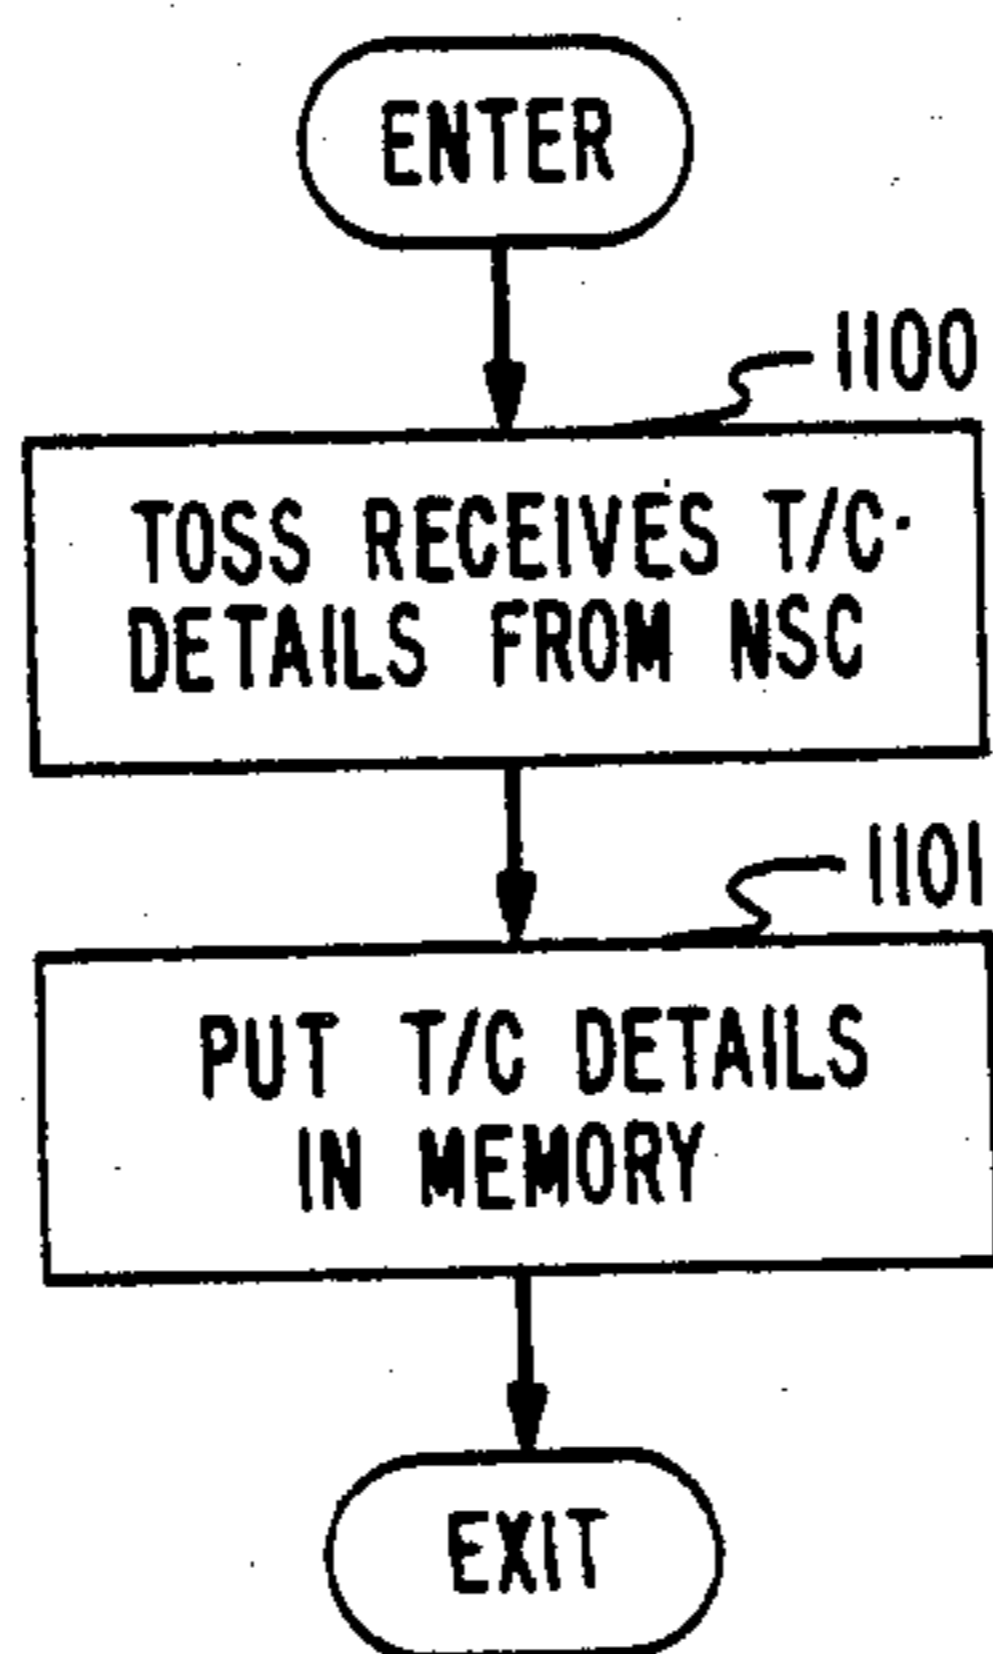 ENTER
1100
TOSS RECEIVES T/C
DETAILS FROM NSC
1101
PUT T/C DETAILS
IN MEMORY
EXIT